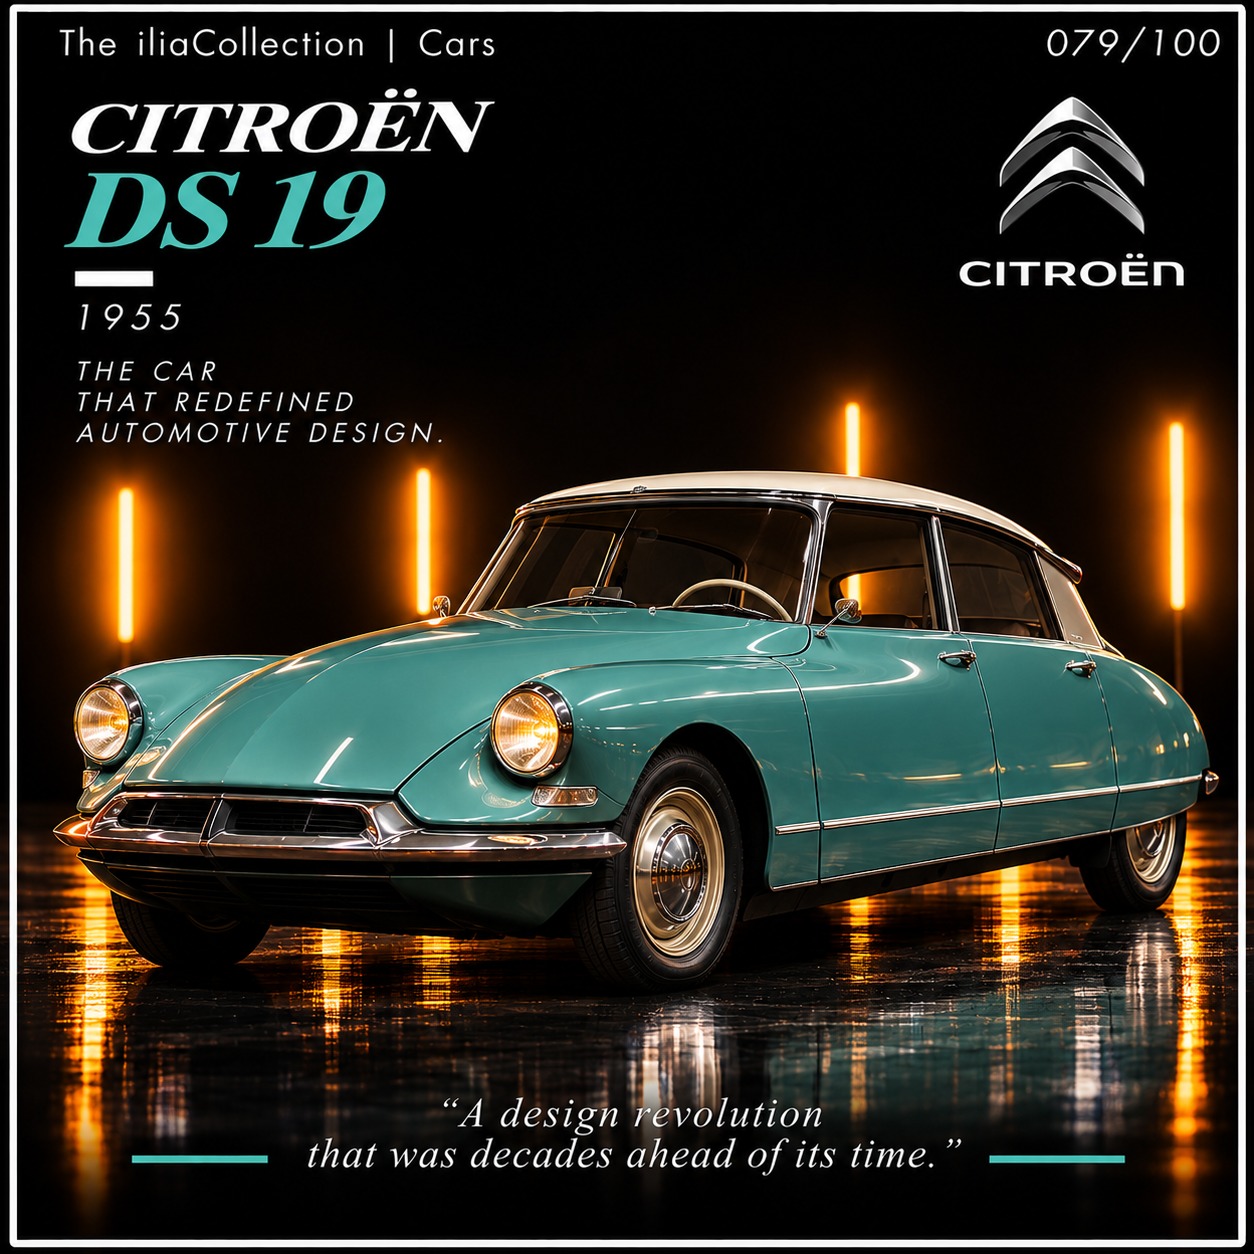 The iliaCollection | Cars
079/100
CITROËN
DS 19
CITROËN
1955
THE CAR
THAT REDEFINED
AUTOMOTIVE DESIGN.
“A design revolution
that was decades ahead of its time.”